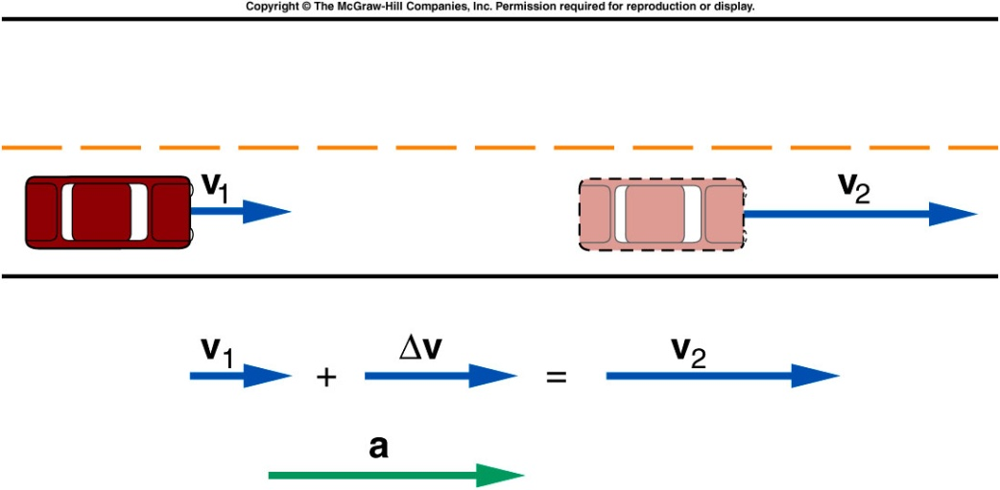 Copyright © The McGraw-Hill Companies, Inc. Permission required for reproduction or display.
v₁
v₂
v₁ + Δv = v₂
a